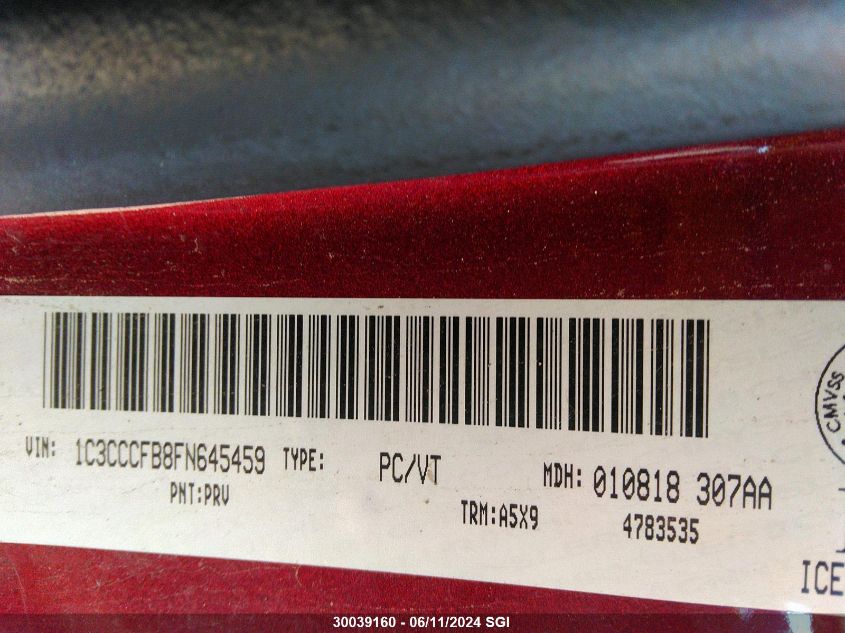 VIN: 1C3CCCFB8FN645459 TYPE: PC/VT MDH: 010818 307AA
PNT:PRV TRM:A5X9 4783535
CMVSS
ICE
30039160 - 06/11/2024 SGI